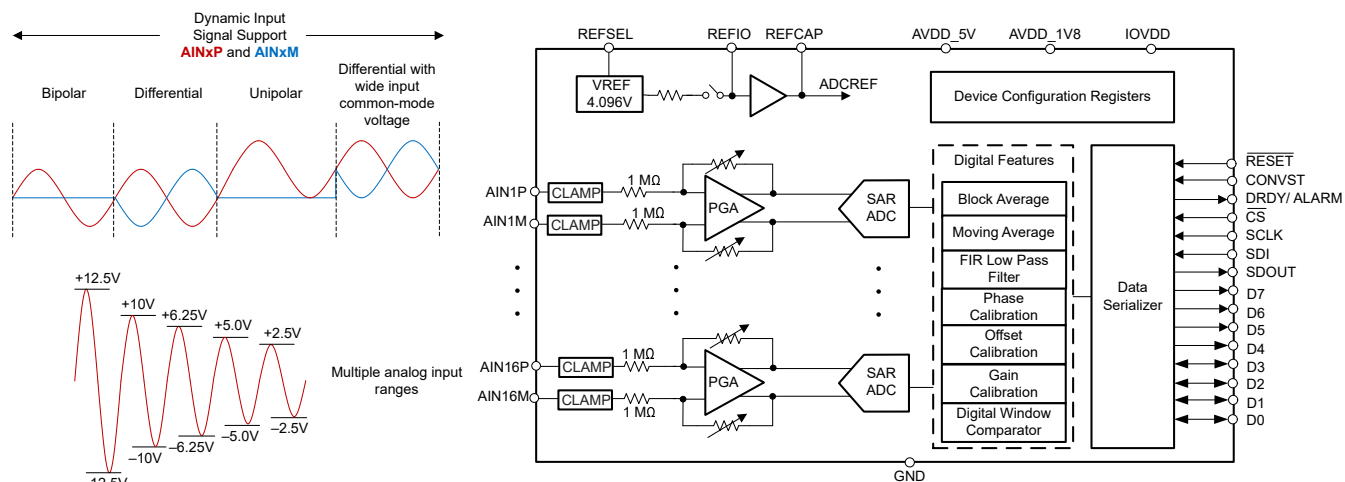 Dynamic Input
Signal Support
AINxP and AINxM
Bipolar
Differential
Unipolar
Differential with
wide input
common-mode
voltage
+12.5V
+10V
+6.25V
+5.0V
+2.5V
–2.5V
–5.0V
–6.25V
–10V
–12.5V
Multiple analog input
ranges
REFSEL
REFIO
REFCAP
AVDD_5V
AVDD_1V8
IOVDD
VREF
4.096V
ADCREF
Device Configuration Registers
AIN1P
CLAMP
1 MΩ
AIN1M
CLAMP
1 MΩ
PGA
SAR
ADC
AIN16P
CLAMP
1 MΩ
AIN16M
CLAMP
1 MΩ
PGA
SAR
ADC
Digital Features
Block Average
Moving Average
FIR Low Pass
Filter
Phase
Calibration
Offset
Calibration
Gain
Calibration
Digital Window
Comparator
Data
Serializer
RESET
CONVST
DRDY/ ALARM
CS
SCLK
SDI
SDOUT
D7
D6
D5
D4
D3
D2
D1
D0
GND